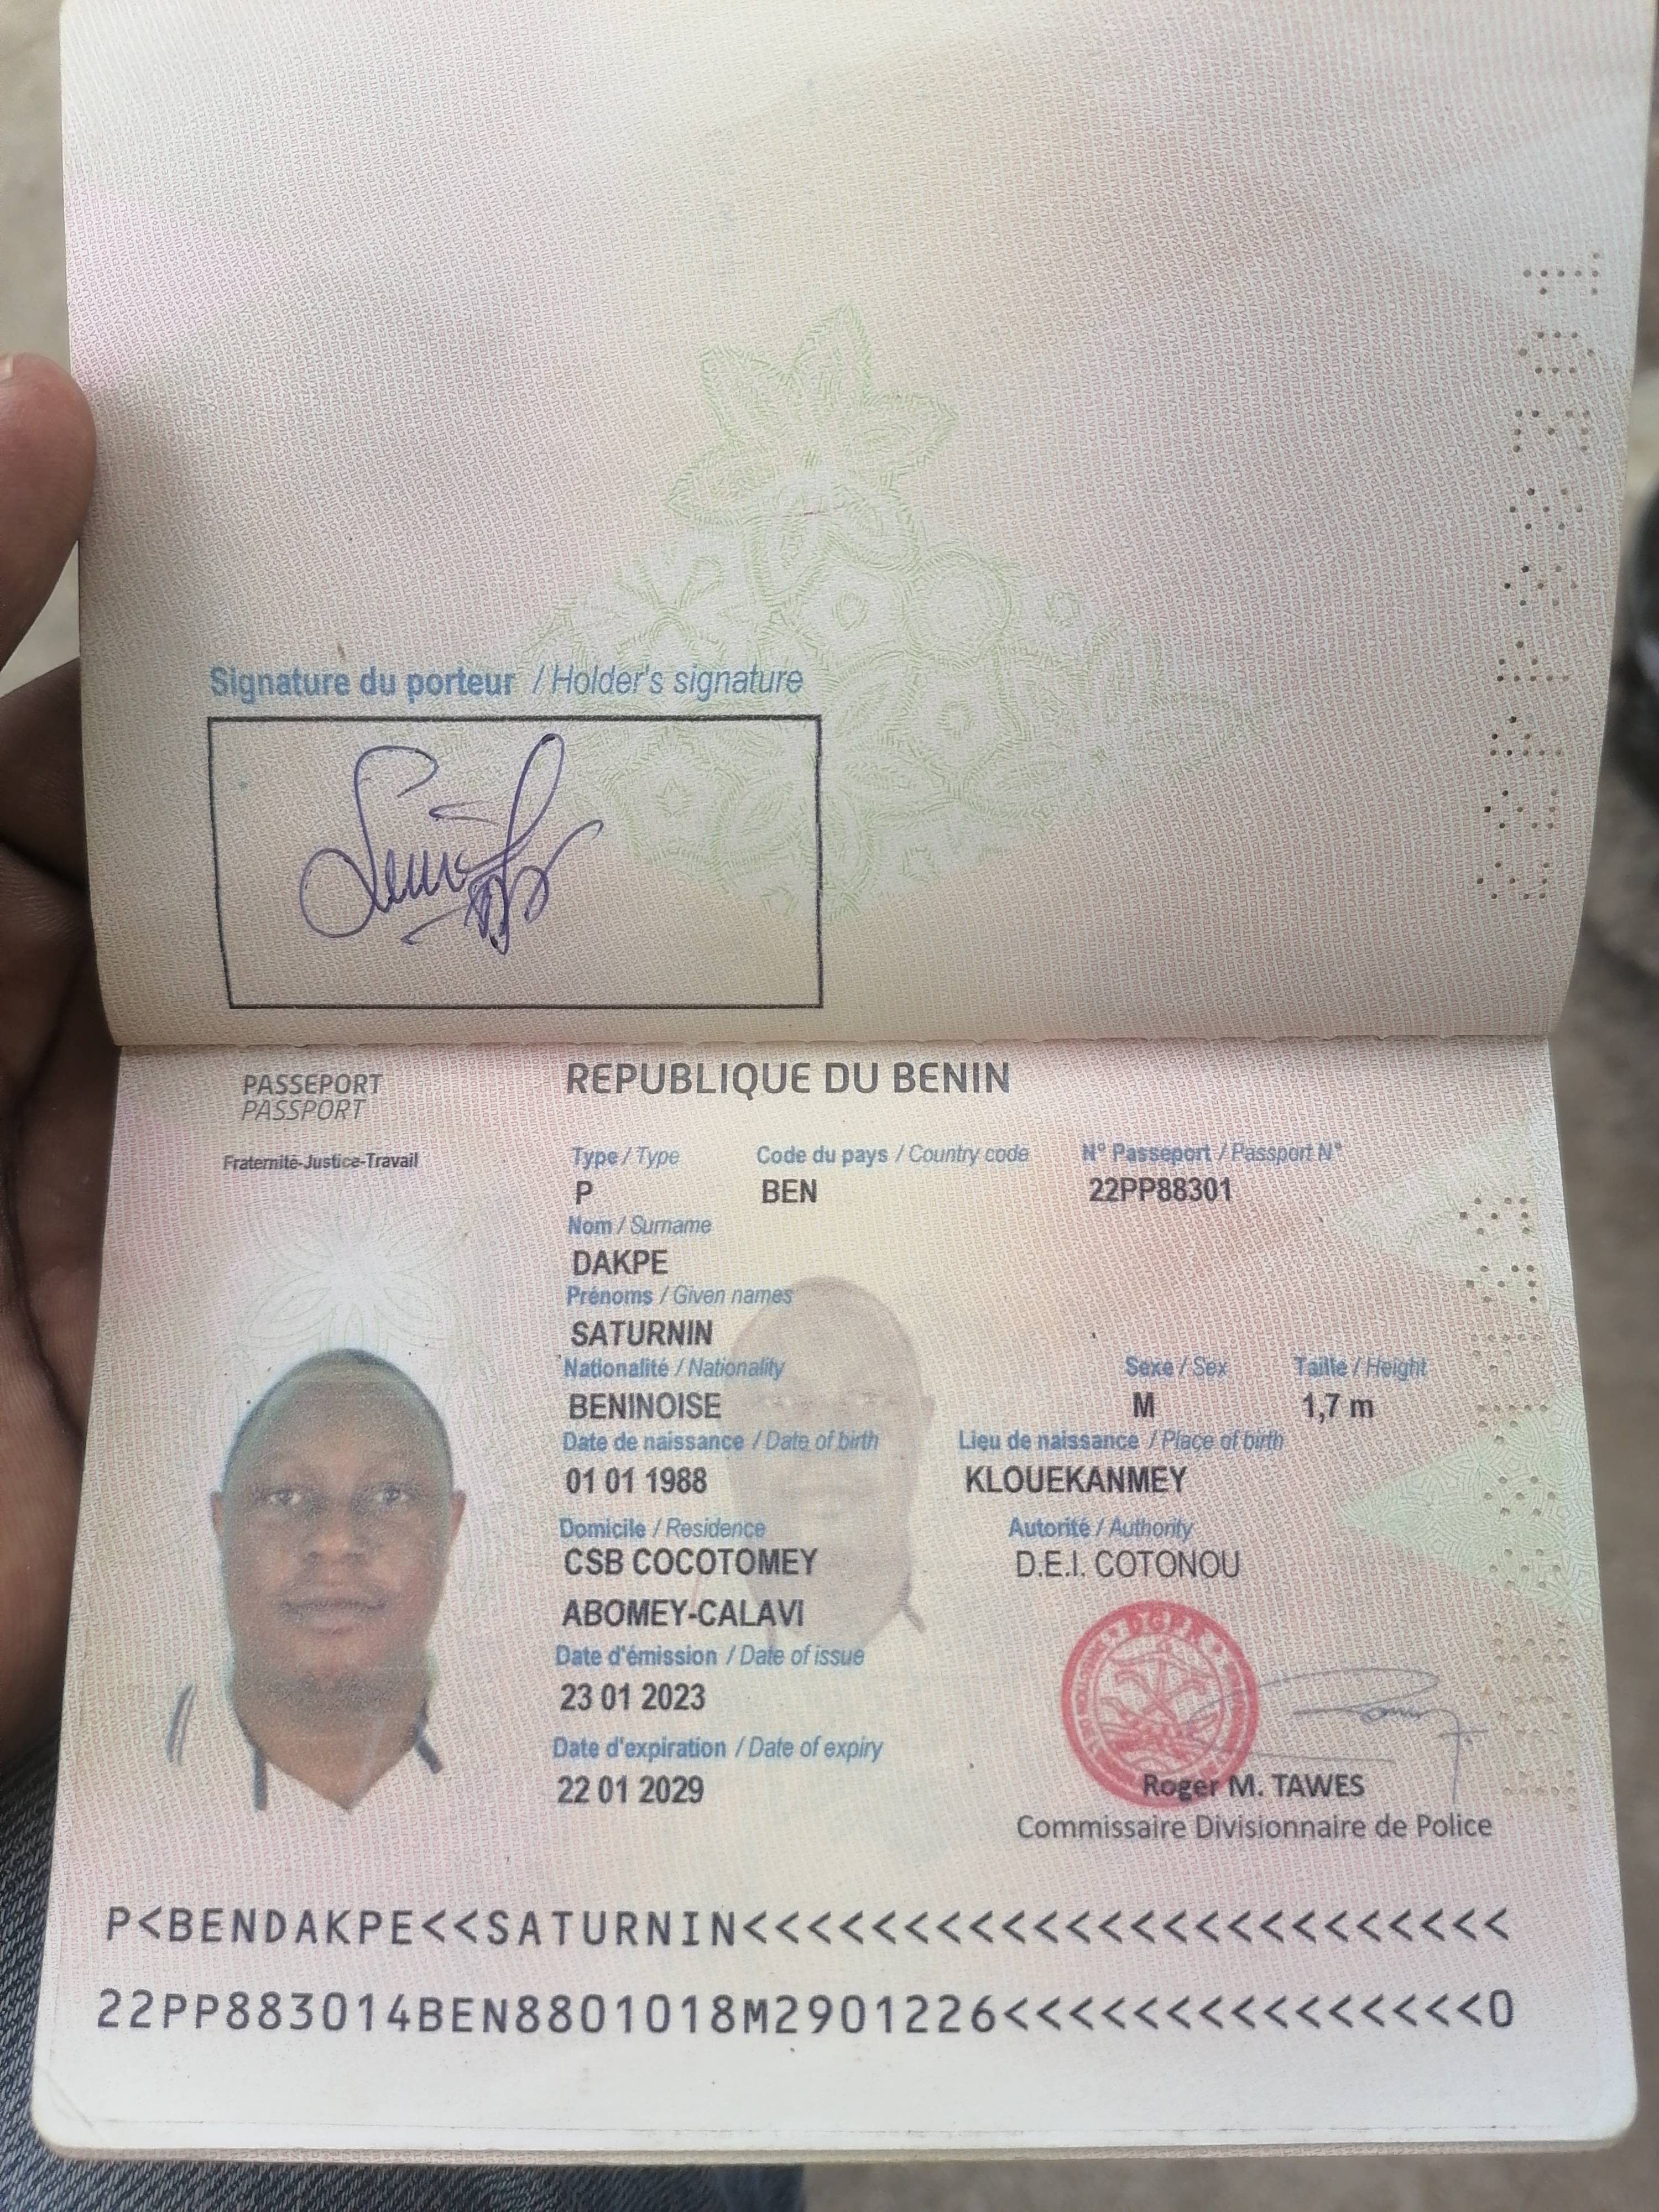 Signature du porteur / Holder's signature
PASSEPORT
PASSPORT
REPUBLIQUE DU BENIN
Fraternité-Justice-Travail
Type / Type
Code du pays / Country code
N° Passeport / Passport N°
P
BEN
22PP88301
Nom / Surname
DAKPE
Prénoms / Given names
SATURNIN
Nationalité / Nationality
Sexe / Sex
Taille / Height
BENINOISE
M
1,7 m
Date de naissance / Date of birth
Lieu de naissance / Place of birth
01 01 1988
KLOUEKANMEY
Domicile / Residence
Autorité / Authority
CSB COCOTOMEY
D.E.I. COTONOU
ABOMEY-CALAVI
Date d'émission / Date of issue
23 01 2023
DGPR
Date d'expiration / Date of expiry
22 01 2029
Roger M. TAWES
Commissaire Divisionnaire de Police
P<BENDAKPE<<SATURNIN<<<<<<<<<<<<<<<<<<<<<<<<
22PP883014BEN8801018M2901226<<<<<<<<<<<<<<<0